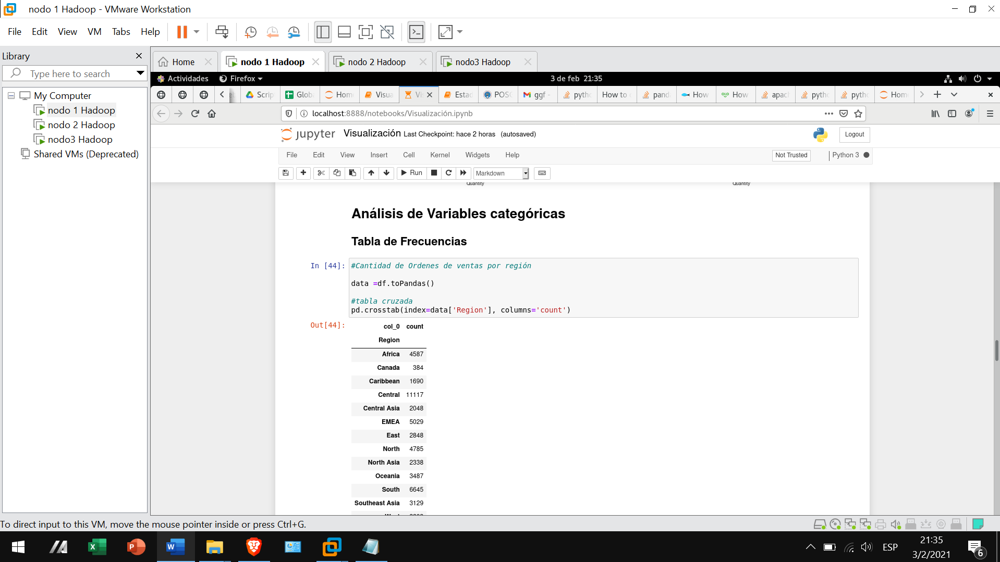 nodo 1 Hadoop - VMware Workstation
File Edit View VM Tabs Help
Library
Type here to search
My Computer
nodo 1 Hadoop
nodo 2 Hadoop
nodo3 Hadoop
Shared VMs (Deprecated)
Home nodo 1 Hadoop nodo 2 Hadoop nodo3 Hadoop
Actividades Firefox 3 de feb 21:35
Scrip Glob Hom Visua Vis Estad POSC ggf - pytho How to pand How How apac pytho pytho Hom
localhost:8888/notebooks/Visualización.ipynb
jupyter Visualización Last Checkpoint: hace 2 horas (autosaved) Logout
File Edit View Insert Cell Kernel Widgets Help Not Trusted Python 3
Run Markdown
Quantity Quantity
Análisis de Variables categóricas
Tabla de Frecuencias
In [44]: #Cantidad de Ordenes de ventas por región
data =df.toPandas()
#tabla cruzada
pd.crosstab(index=data['Region'], columns='count')
Out[44]:
col_0 count
Region
Africa 4587
Canada 384
Caribbean 1690
Central 11117
Central Asia 2048
EMEA 5029
East 2848
North 4785
North Asia 2338
Oceania 3487
South 6645
Southeast Asia 3129
To direct input to this VM, move the mouse pointer inside or press Ctrl+G.
ESP
21:35
3/2/2021
6